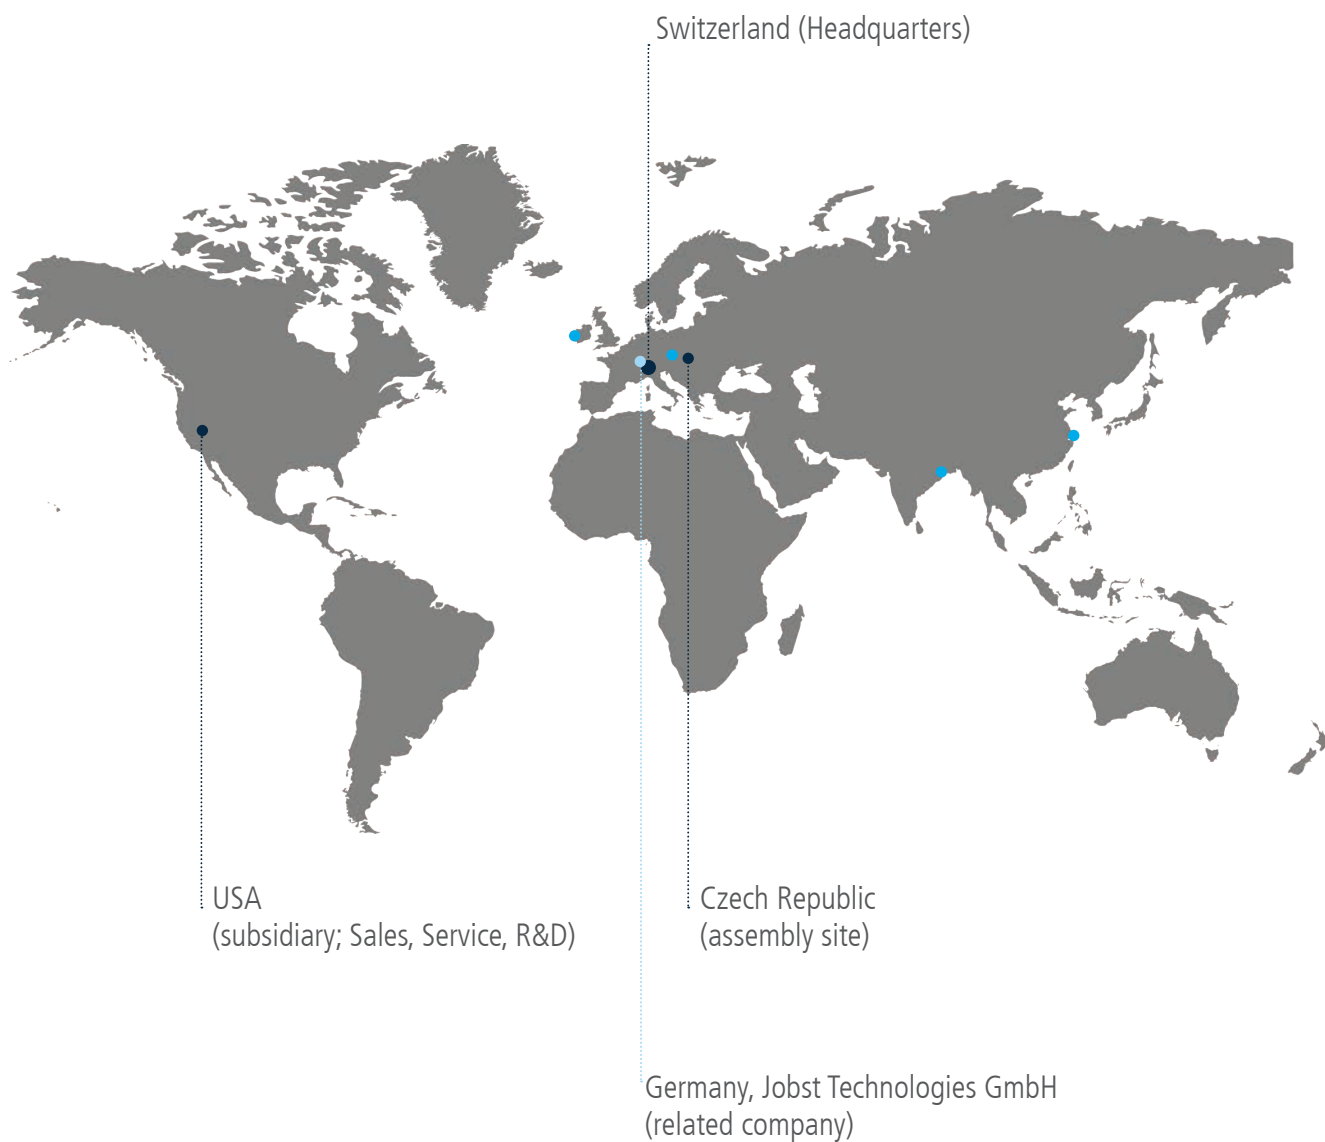 Switzerland (Headquarters)
USA
(subsidiary; Sales, Service, R&D)
Czech Republic
(assembly site)
Germany, Jobst Technologies GmbH
(related company)